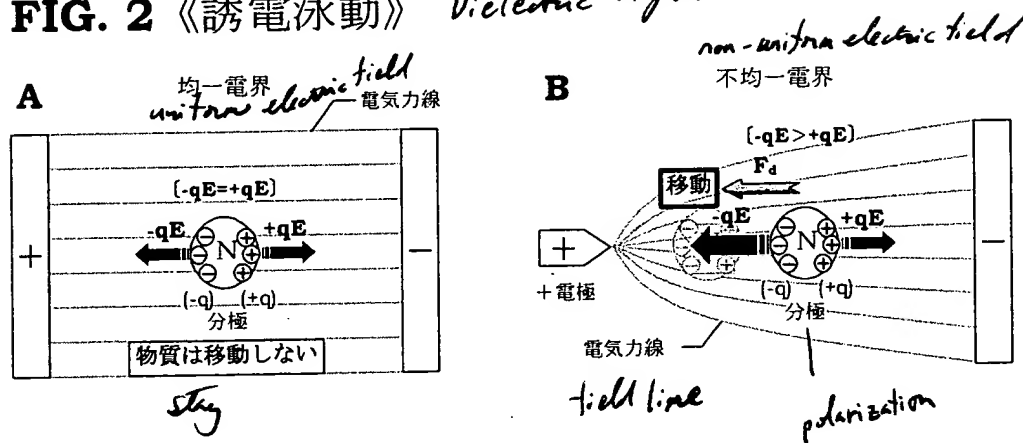 FIG. 2 《誘電泳動》 Dielectric
A
均一電界
uniform electric field
電気力線
[-qE=+qE]
-qE
+qE
+
N
−
(-q) (+q)
分極
物質は移動しない
stay
B
non-uniform electric field
不均一電界
[-qE>+qE]
移動
Fd
-qE
+qE
+
N
−
+電極
(-q) (+q)
分極
電気力線
field line
polarization